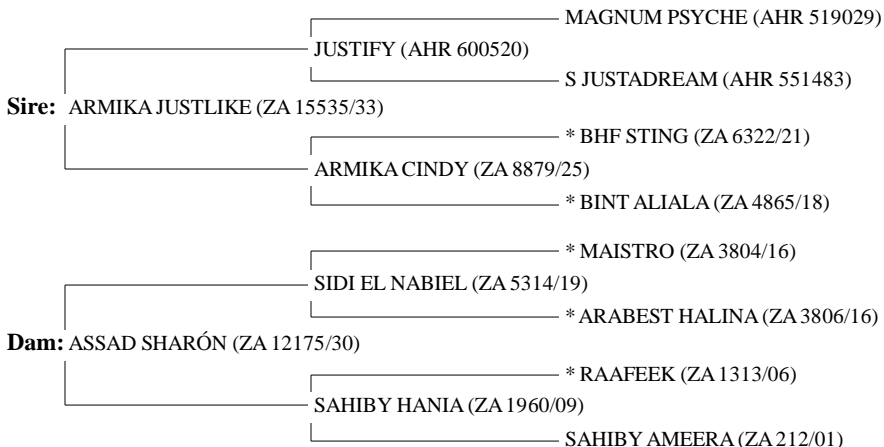 MAGNUM PSYCHE (AHR 519029)
JUSTIFY (AHR 600520)
S JUSTADREAM (AHR 551483)
Sire: ARMIKA JUSTLIKE (ZA 15535/33)
* BHF STING (ZA 6322/21)
ARMIKA CINDY (ZA 8879/25)
* BINT ALIALA (ZA 4865/18)
* MAISTRO (ZA 3804/16)
SIDI EL NABIEL (ZA 5314/19)
* ARABEST HALINA (ZA 3806/16)
Dam: ASSAD SHARÓN (ZA 12175/30)
* RAAFEEK (ZA 1313/06)
SAHIBY HANIA (ZA 1960/09)
SAHIBY AMEERA (ZA 212/01)